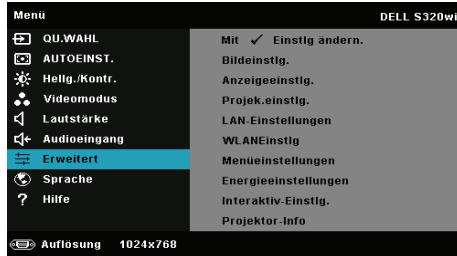 Menü DELL S320wi
QU.WAHL
AUTOEINST.
Hellg./Kontr.
Videomodus
Lautstärke
Audioeingang
Erweitert
Sprache
Hilfe
Mit ✓ Einstlg ändern.
Bildeinstlg.
Anzeigeeinstlg.
Projek.einstlg.
LAN-Einstellungen
WLANEinstlg
Menüeinstellungen
Energieeinstellungen
Interaktiv-Einstlg.
Projektor-Info
Auflösung 1024x768